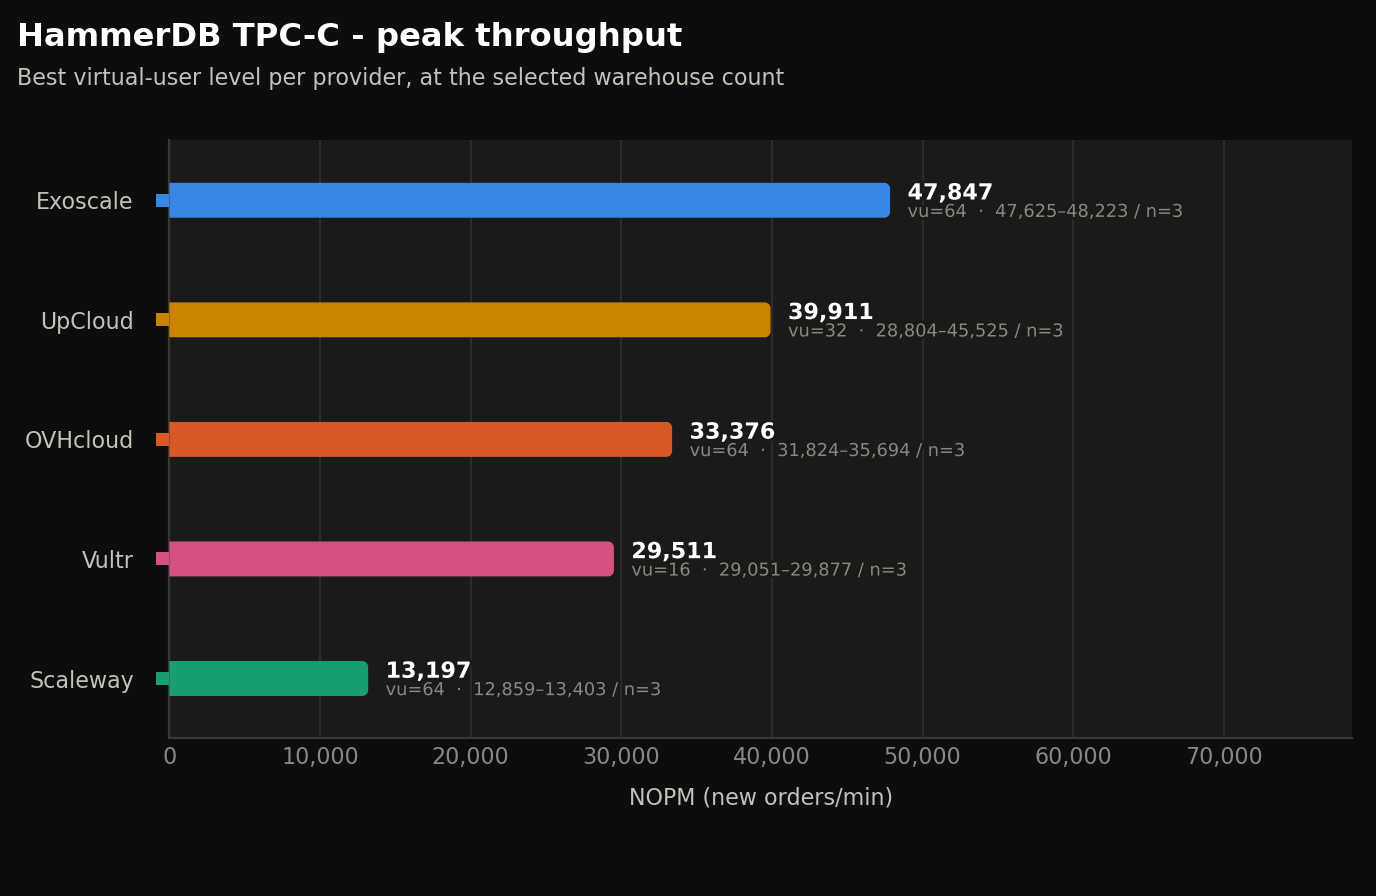 HammerDB TPC-C - peak throughput
Best virtual-user level per provider, at the selected warehouse count
Exoscale
47,847
vu=64 · 47,625–48,223 / n=3
UpCloud
39,911
vu=32 · 28,804–45,525 / n=3
OVHcloud
33,376
vu=64 · 31,824–35,694 / n=3
Vultr
29,511
vu=16 · 29,051–29,877 / n=3
Scaleway
13,197
vu=64 · 12,859–13,403 / n=3
0 10,000 20,000 30,000 40,000 50,000 60,000 70,000
NOPM (new orders/min)